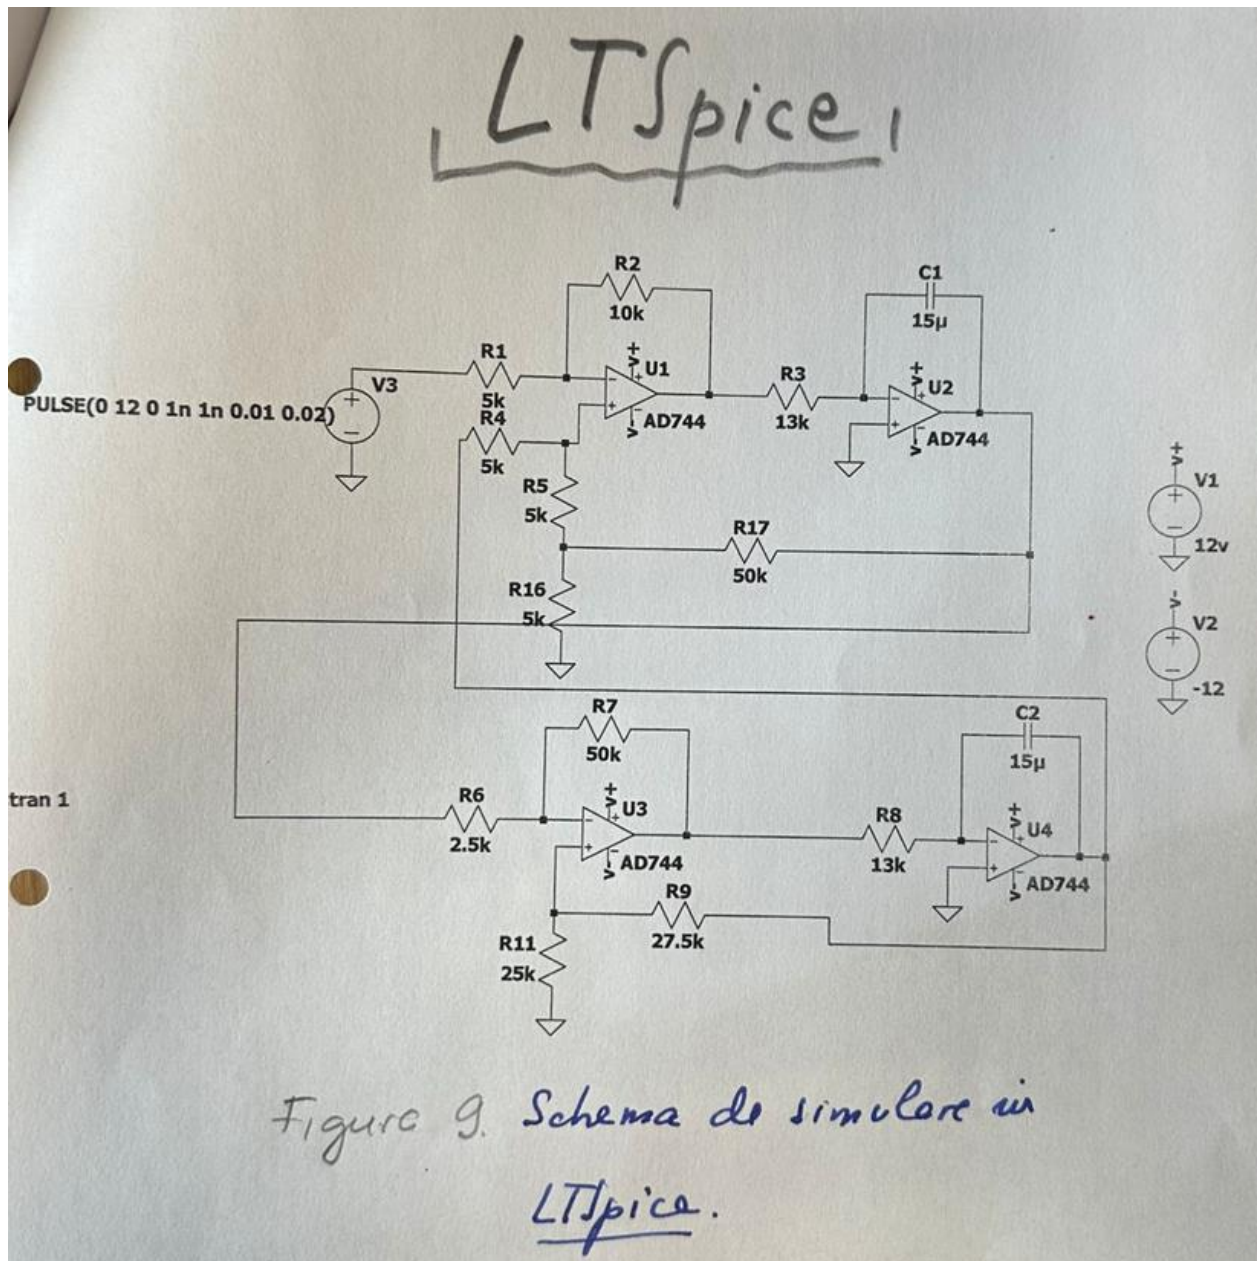 LTSpice
R2
10k
C1
15µ
R1
5k
V3
PULSE(0 12 0 1n 1n 0.01 0.02)
V+
U1
AD744
V-
R3
13k
V+
U2
AD744
V-
R4
5k
R5
5k
R17
50k
R16
5k
V+
V1
12v
V-
V2
-12
R7
50k
C2
15µ
tran 1
R6
2.5k
V+
U3
AD744
V-
R8
13k
V+
U4
AD744
V-
R9
27.5k
R11
25k
Figura 9. Schema de simulare in
LTSpice.